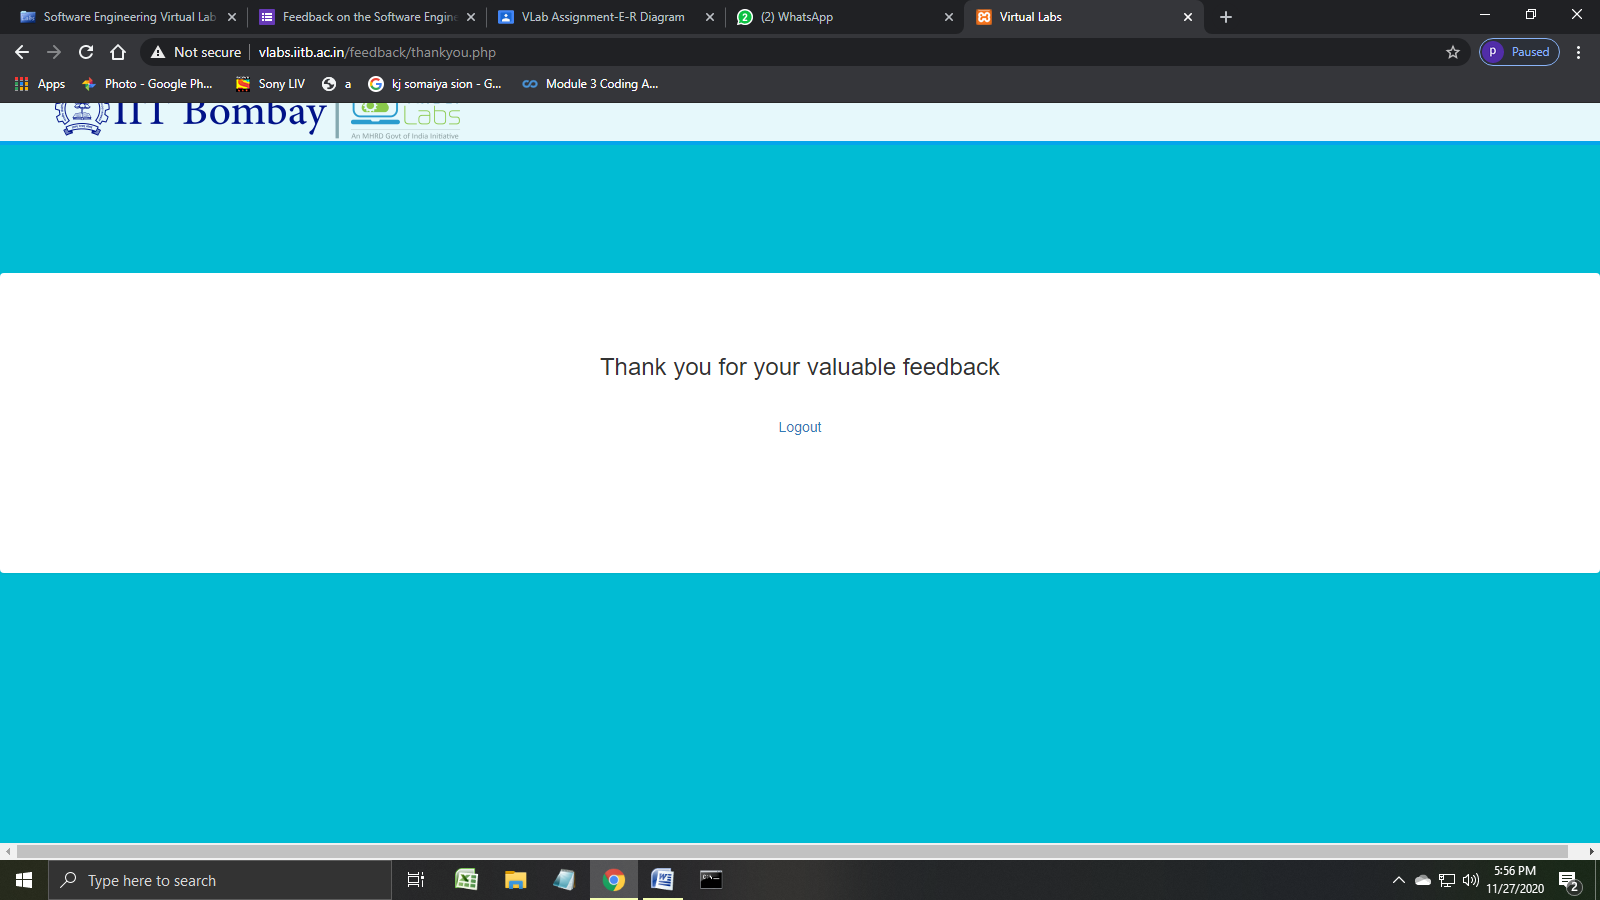 Software Engineering Virtual Lab
Feedback on the Software Engine
VLab Assignment-E-R Diagram
(2) WhatsApp
Virtual Labs
Not secure
vlabs.iitb.ac.in/feedback/thankyou.php
P
Paused
Apps
Photo - Google Ph...
Sony LIV
a
kj somaiya sion - G...
Module 3 Coding A...
IIT Bombay
Labs
An MHRD Govt of India Initiative
Thank you for your valuable feedback
Logout
Type here to search
5:56 PM
11/27/2020
2